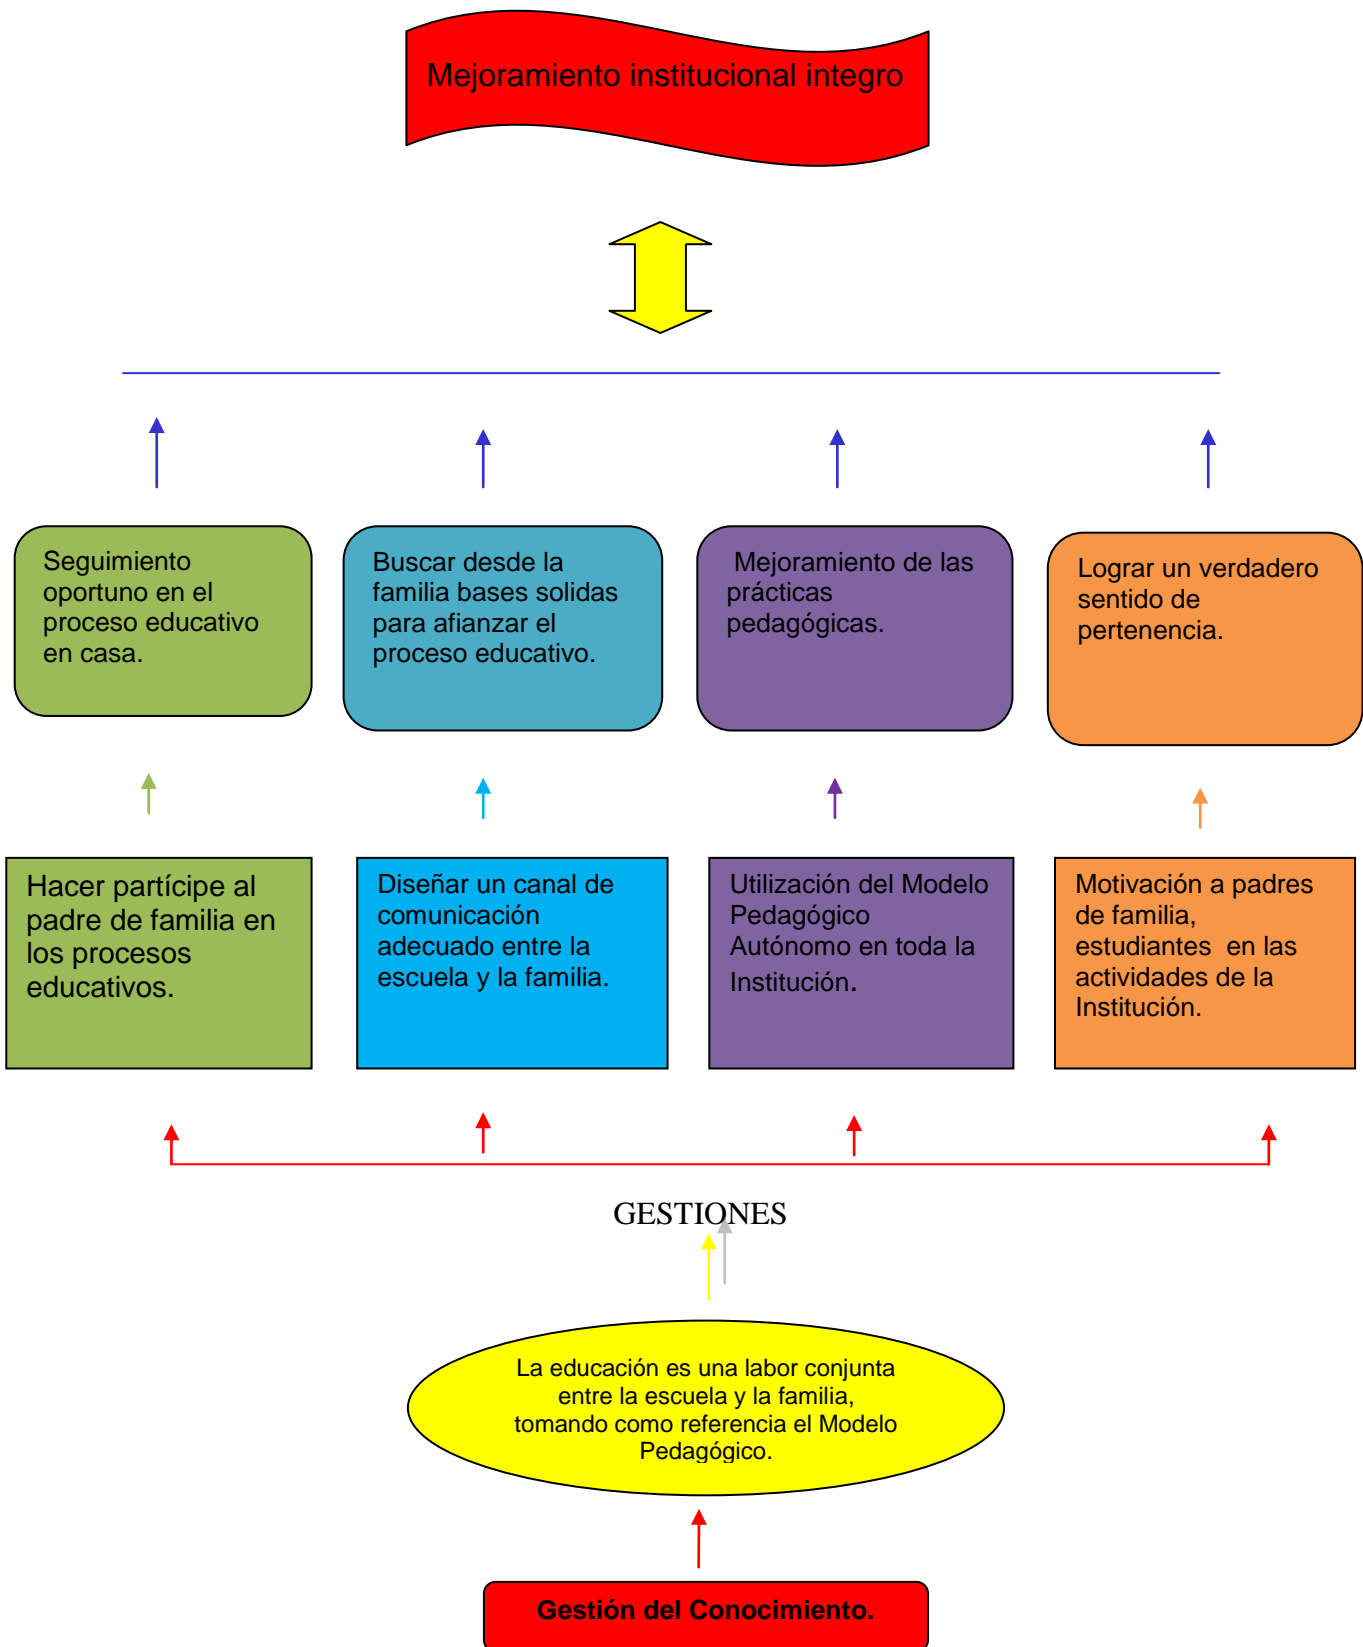 Mejoramiento institucional integro
Seguimiento
oportuno en el
proceso educativo
en casa.
Buscar desde la
familia bases solidas
para afianzar el
proceso educativo.
Mejoramiento de las
prácticas
pedagógicas.
Lograr un verdadero
sentido de
pertenencia.
Hacer partícipe al
padre de familia en
los procesos
educativos.
Diseñar un canal de
comunicación
adecuado entre la
escuela y la familia.
Utilización del Modelo
Pedagógico
Autónomo en toda la
Institución.
Motivación a padres
de familia,
estudiantes  en las
actividades de la
Institución.
GESTIONES
La educación es una labor conjunta
entre la escuela y la familia,
tomando como referencia el Modelo
Pedagógico.
Gestión del Conocimiento.